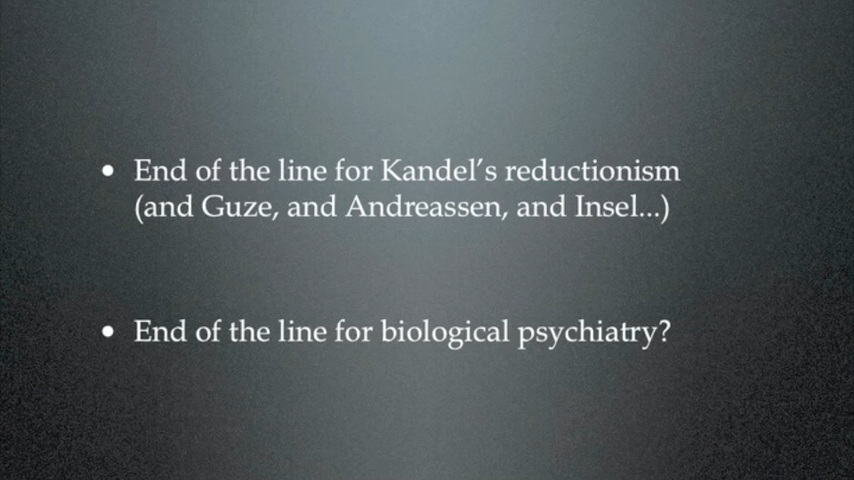 • End of the line for Kandel's reductionism
(and Guze, and Andreassen, and Insel...)
• End of the line for biological psychiatry?